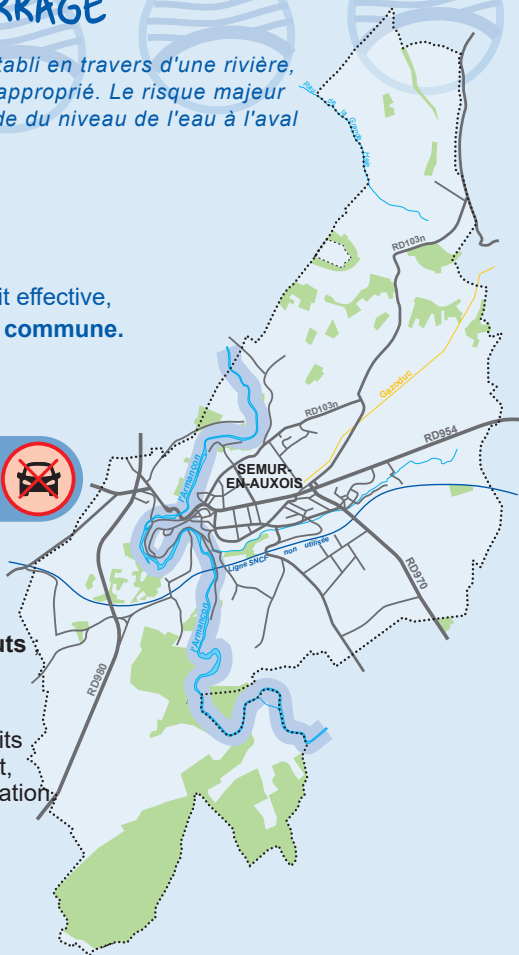 RRAGE
tabli en travers d'une rivière,
approprié. Le risque majeur
de du niveau de l'eau à l'aval
it effective,
commune.
RD103n
Gazoduc
RD103n
RD954
l'Armançon
SEMUR-
EN-AUXOIS
Ligne SNCF non utilisée
RD970
l'Armançon
uts
RD980
its
t,
ation